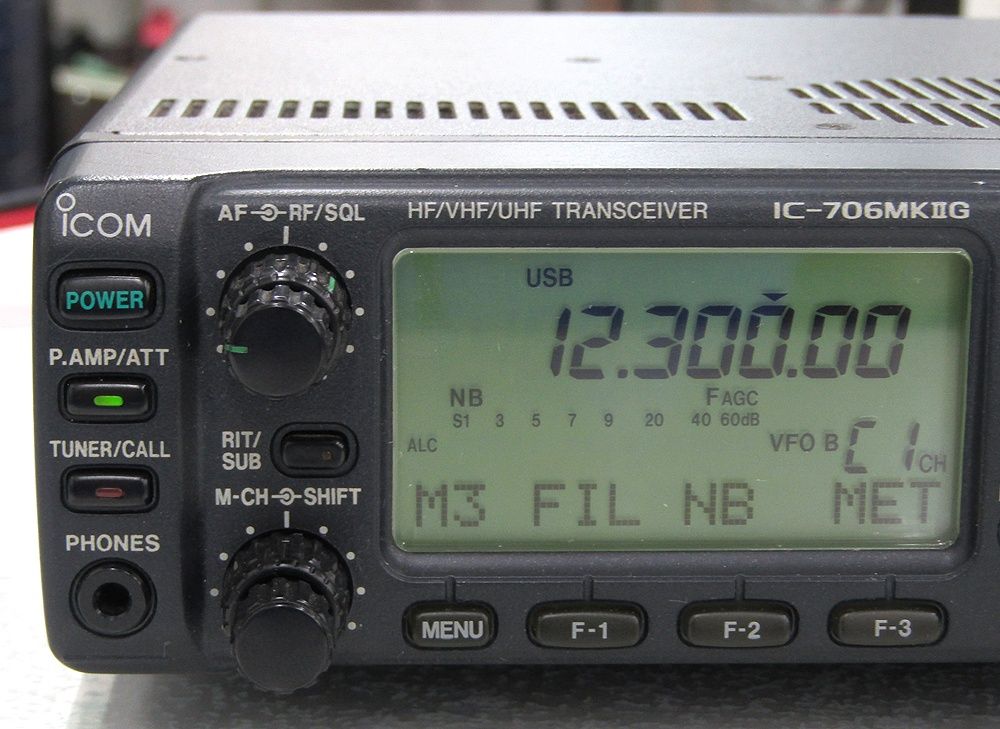 ICOM
AF RF/SQL
HF/VHF/UHF TRANSCEIVER
IC-706MKIIG
POWER
P.AMP/ATT
TUNER/CALL
PHONES
RIT/
SUB
M-CH SHIFT
USB
12.300.00
NB
F AGC
S1 3 5 7 9 20 40 60dB
ALC
VFO B C1 CH
M3 FIL NB MET
MENU F-1 F-2 F-3